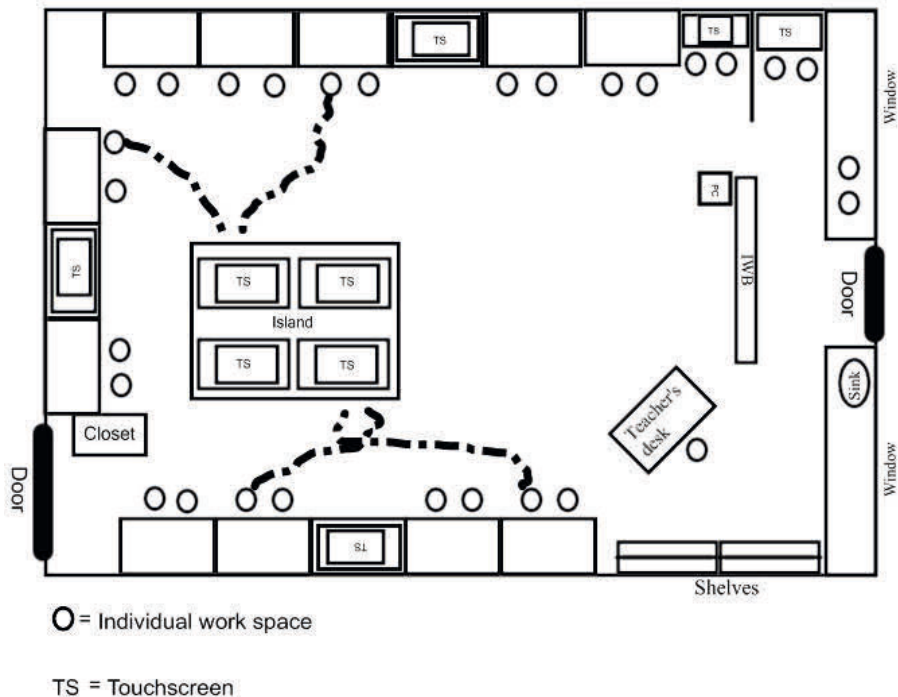 TS
TS
TS
Window
PC
TS
IWB
TS
TS
Door
Island
TS
TS
Sink
Teacher's
desk
Closet
Door
Window
TS
Shelves
O = Individual work space
TS = Touchscreen